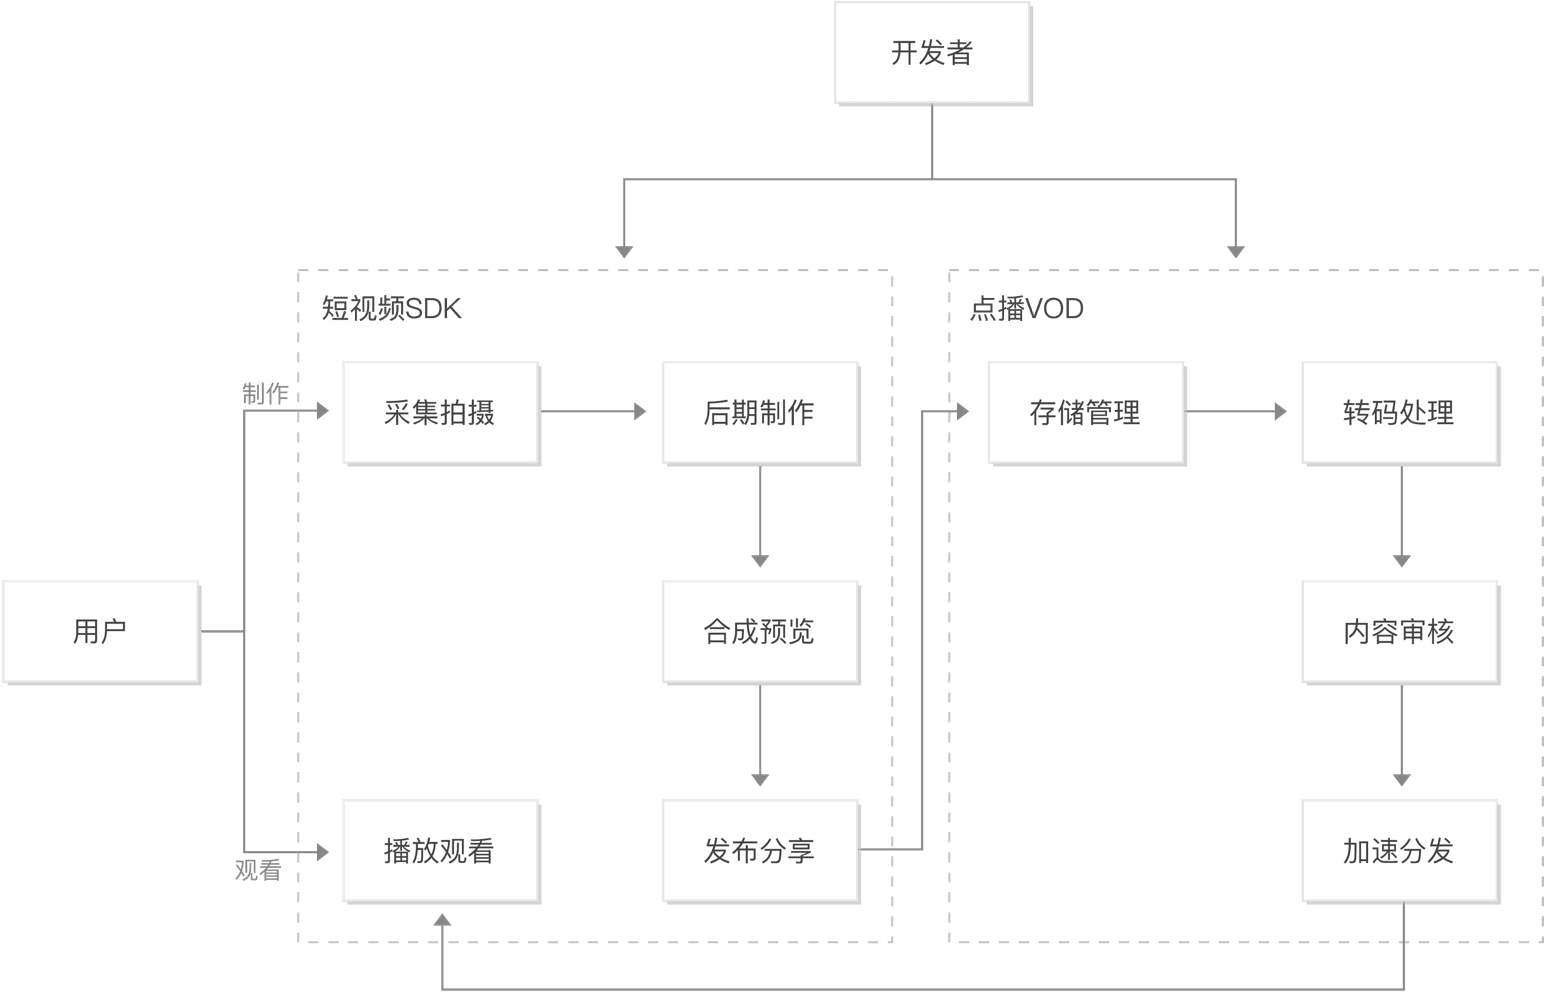 开发者
短视频SDK
点播VOD
制作
采集拍摄
后期制作
存储管理
转码处理
用户
合成预览
内容审核
播放观看
发布分享
加速分发
观看